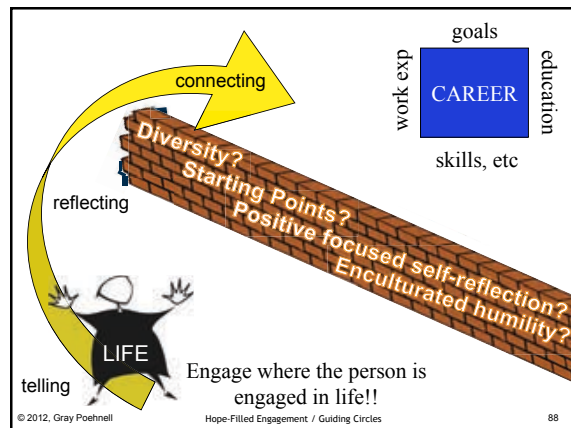 goals
work exp
CAREER
education
skills, etc
connecting
Diversity?
Starting Points?
Positive focused self-reflection?
Enculturated humility?
reflecting
LIFE
telling
Engage where the person is
engaged in life!!
© 2012, Gray Poehnell
Hope-Filled Engagement / Guiding Circles
88